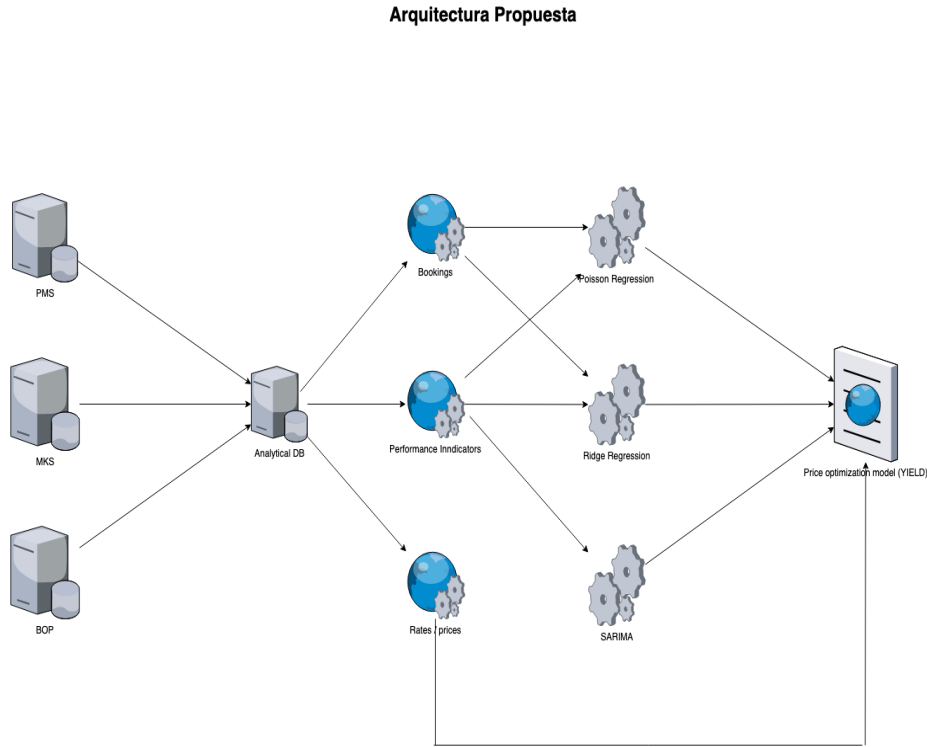 Arquitectura Propuesta
PMS
Bookings
Poisson Regression
MKS
Analytical DB
Performance Inndicators
Ridge Regression
Price optimization model (YIELD)
BOP
Rates / prices
SARIMA